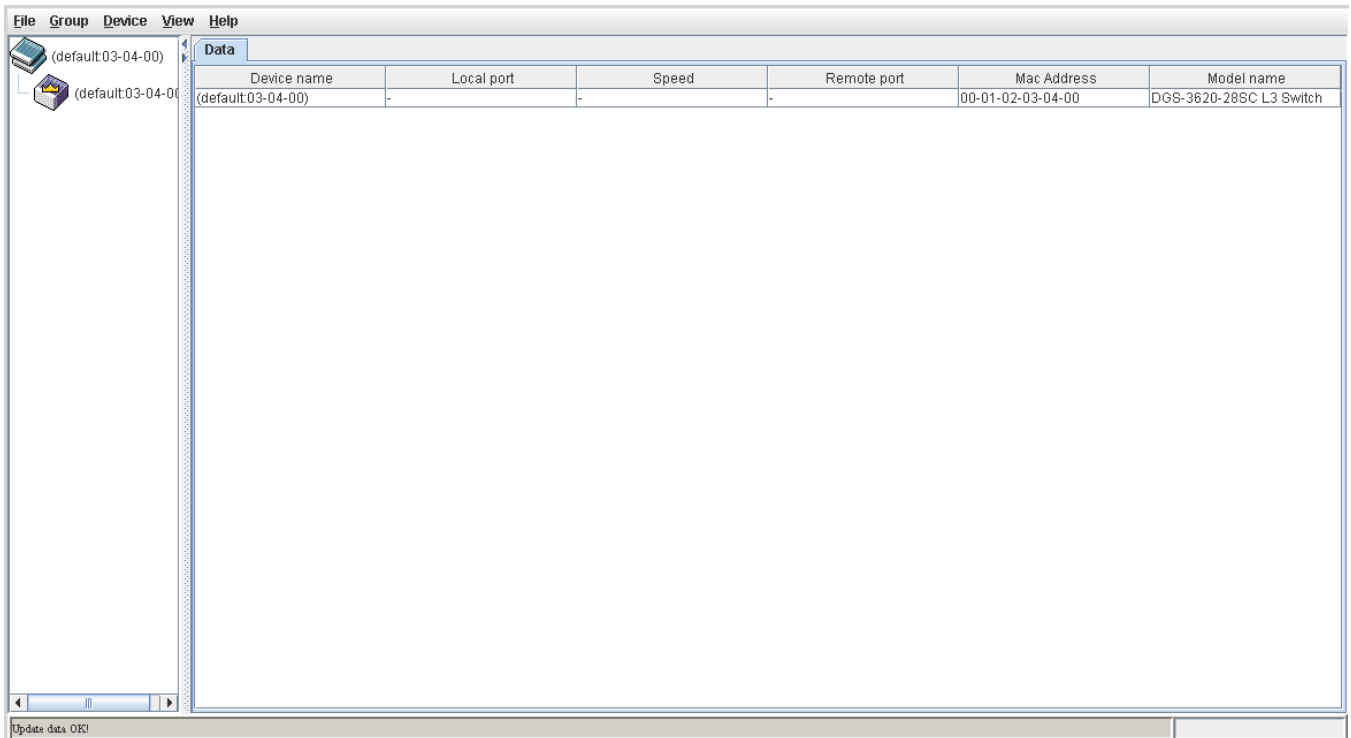 File Group Device View Help
(default:03-04-00)
(default:03-04-00
Data
Device name Local port Speed Remote port Mac Address Model name
(default:03-04-00) - - - 00-01-02-03-04-00 DGS-3620-28SC L3 Switch
Update data OK!